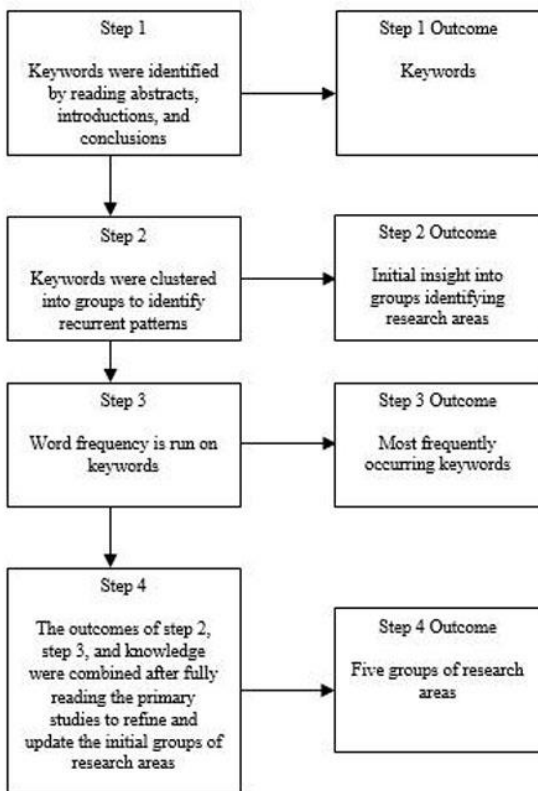 Step 1
Keywords were identified
by reading abstracts,
introductions, and
conclusions
Step 1 Outcome
Keywords
Step 2
Keywords were clustered
into groups to identify
recurrent patterns
Step 2 Outcome
Initial insight into
groups identifying
research areas
Step 3
Word frequency is run on
keywords
Step 3 Outcome
Most frequently
occurring keywords
Step 4
The outcomes of step 2,
step 3, and knowledge
were combined after fully
reading the primary
studies to refine and
update the initial groups of
research areas
Step 4 Outcome
Five groups of research
areas